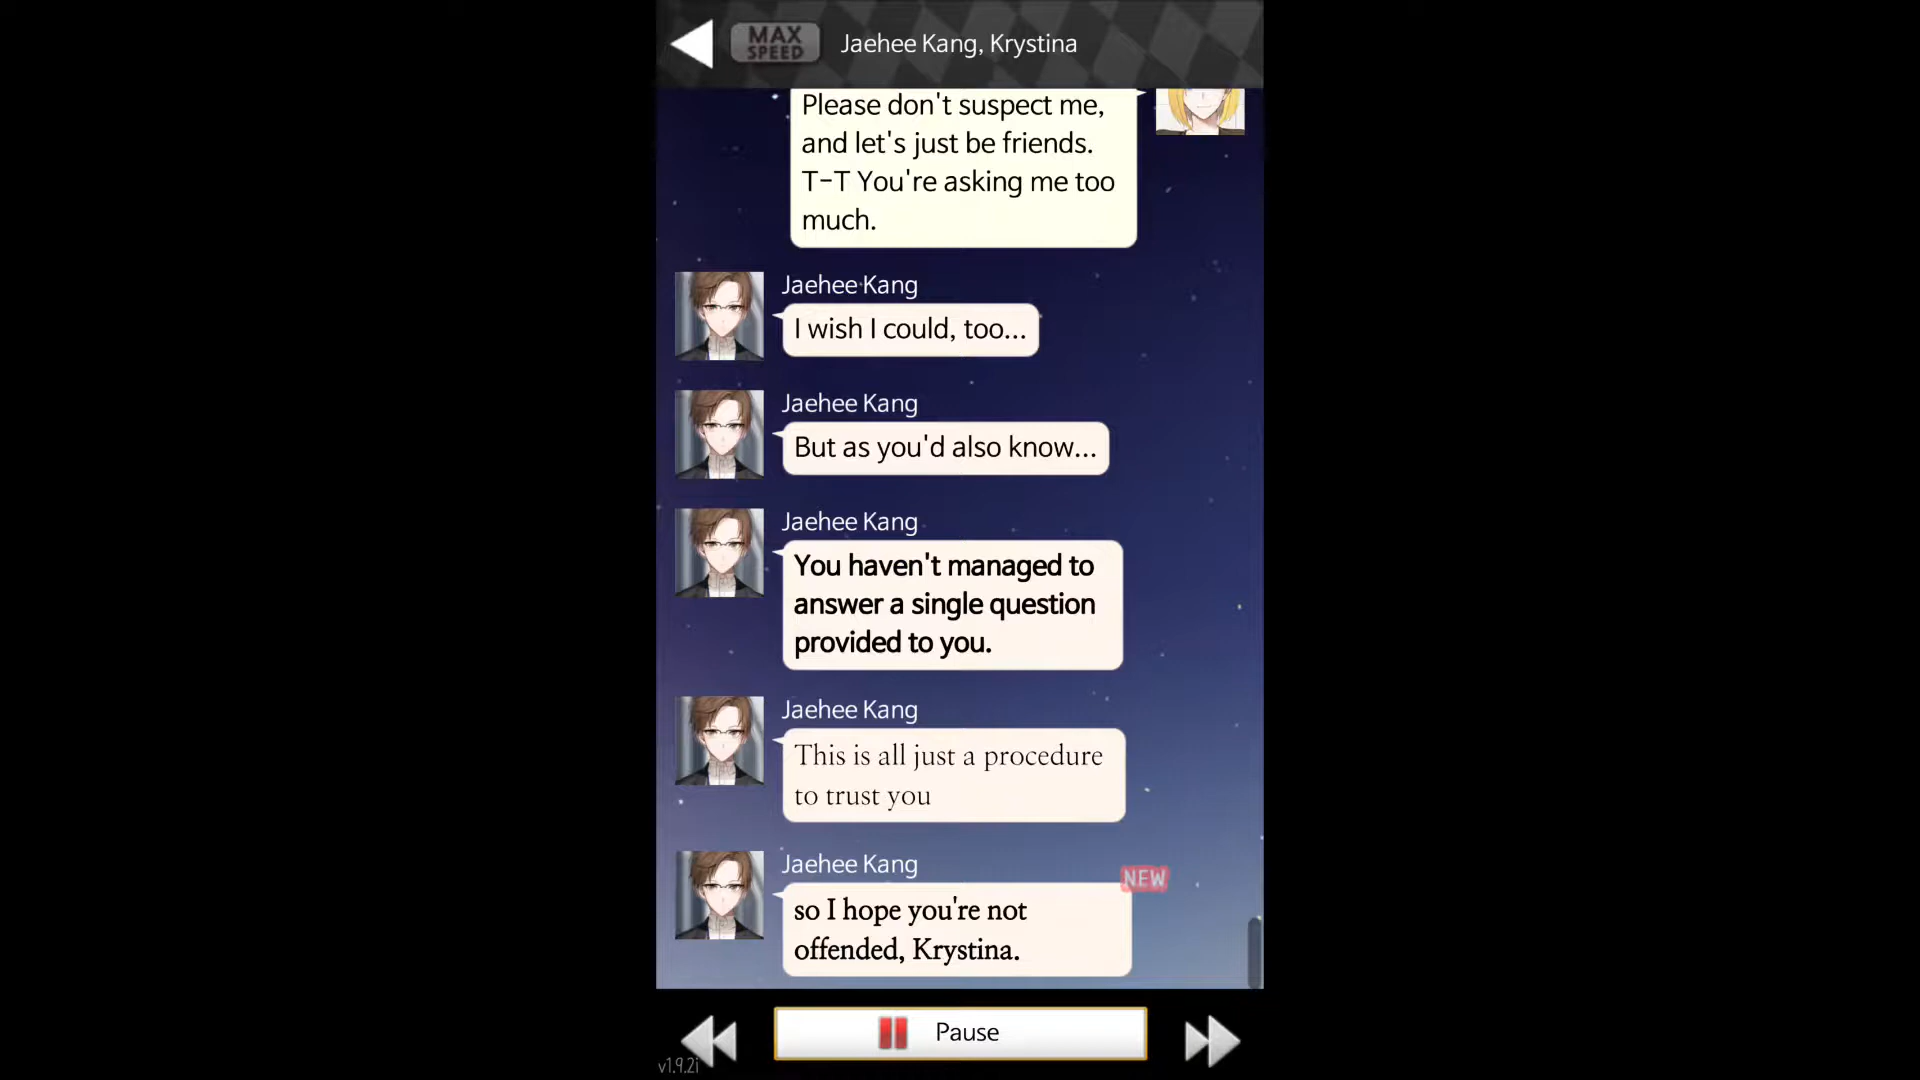 MAX
SPEED
Jaehee Kang, Krystina
Please don't suspect me,
and let's just be friends.
T-T You're asking me too
much.
Jaehee Kang
I wish I could, too...
Jaehee Kang
But as you'd also know...
Jaehee Kang
You haven't managed to
answer a single question
provided to you.
Jaehee Kang
This is all just a procedure
to trust you
Jaehee Kang
NEW
so I hope you're not
offended, Krystina.
Pause
v1.9.2i